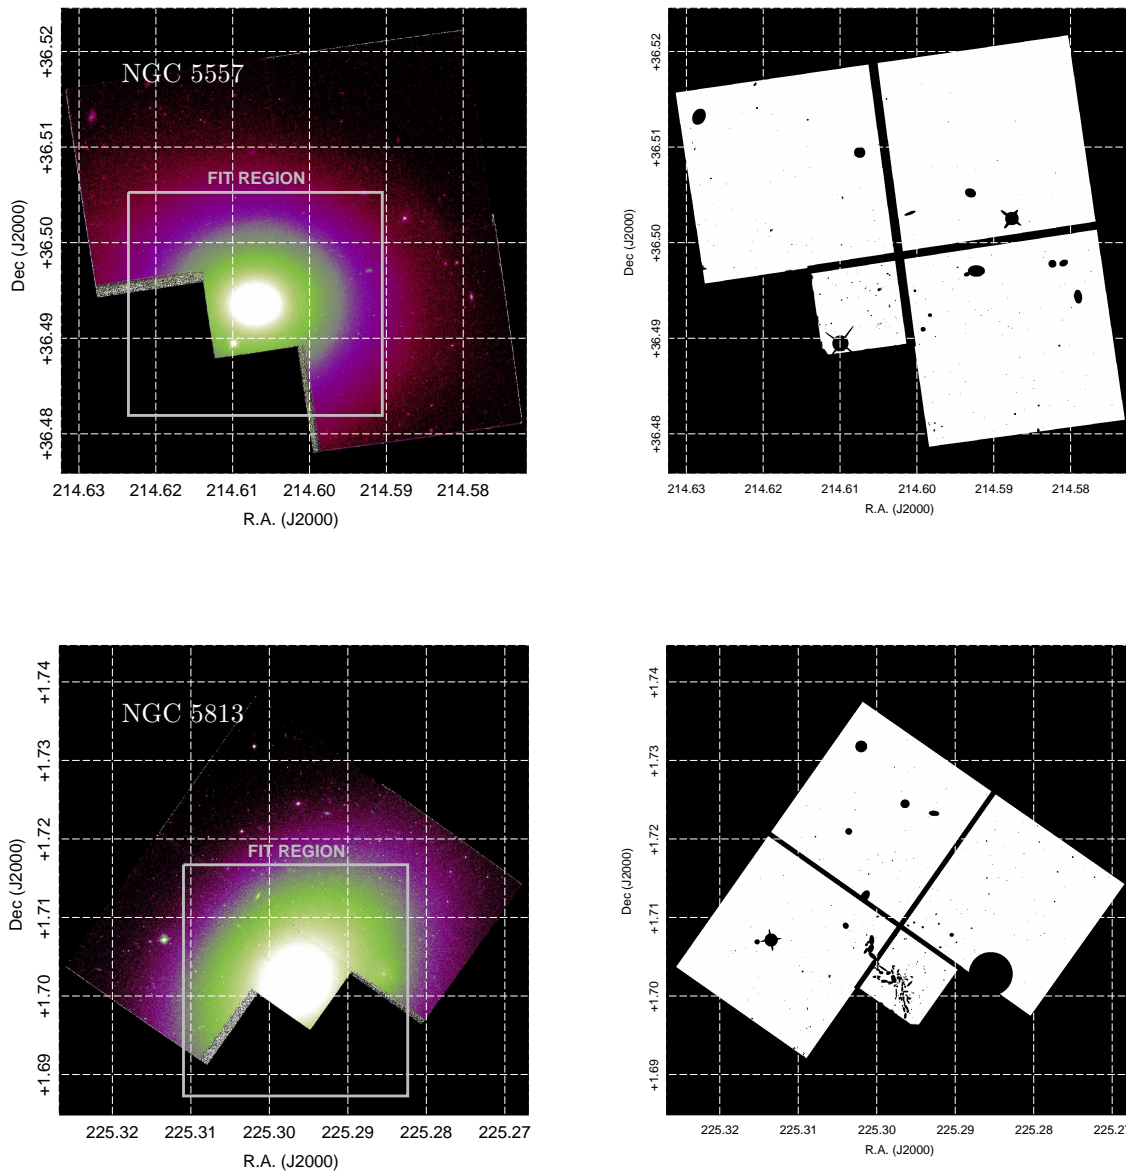 NGC 5557
FIT REGION
+36.52
+36.51
+36.50
+36.49
+36.48
Dec (J2000)
214.63 214.62 214.61 214.60 214.59 214.58
R.A. (J2000)
+36.52
+36.51
+36.50
+36.49
+36.48
Dec (J2000)
214.63 214.62 214.61 214.60 214.59 214.58
R.A. (J2000)
NGC 5813
FIT REGION
+1.74
+1.73
+1.72
+1.71
+1.70
+1.69
Dec (J2000)
225.32 225.31 225.30 225.29 225.28 225.27
R.A. (J2000)
+1.74
+1.73
+1.72
+1.71
+1.70
+1.69
Dec (J2000)
225.32 225.31 225.30 225.29 225.28
R.A. (J2000)